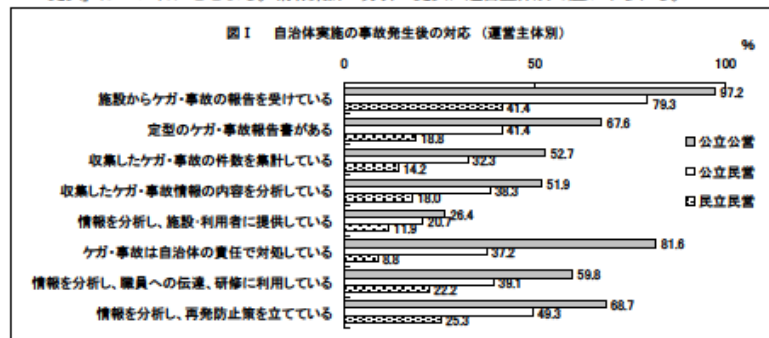 図Ⅰ 自治体実施の事故発生後の対応 (運営主体別)
%
0 50 100
施設からケガ・事故の報告を受けている 97.2 79.3 41.4
定型のケガ・事故報告書がある 67.6 41.4 18.8
収集したケガ・事故の件数を集計している 52.7 32.3 14.2
収集したケガ・事故情報の内容を分析している 51.9 38.3 18.0
情報を分析し、施設・利用者に提供している 26.4 20.7 11.9
ケガ・事故は自治体の責任で対処している 81.6 37.2 8.8
情報を分析し、職員への伝達、研修に利用している 59.8 39.1 22.2
情報を分析し、再発防止策を立てている 68.7 49.3 25.3
公立公営
公立民営
民立民営